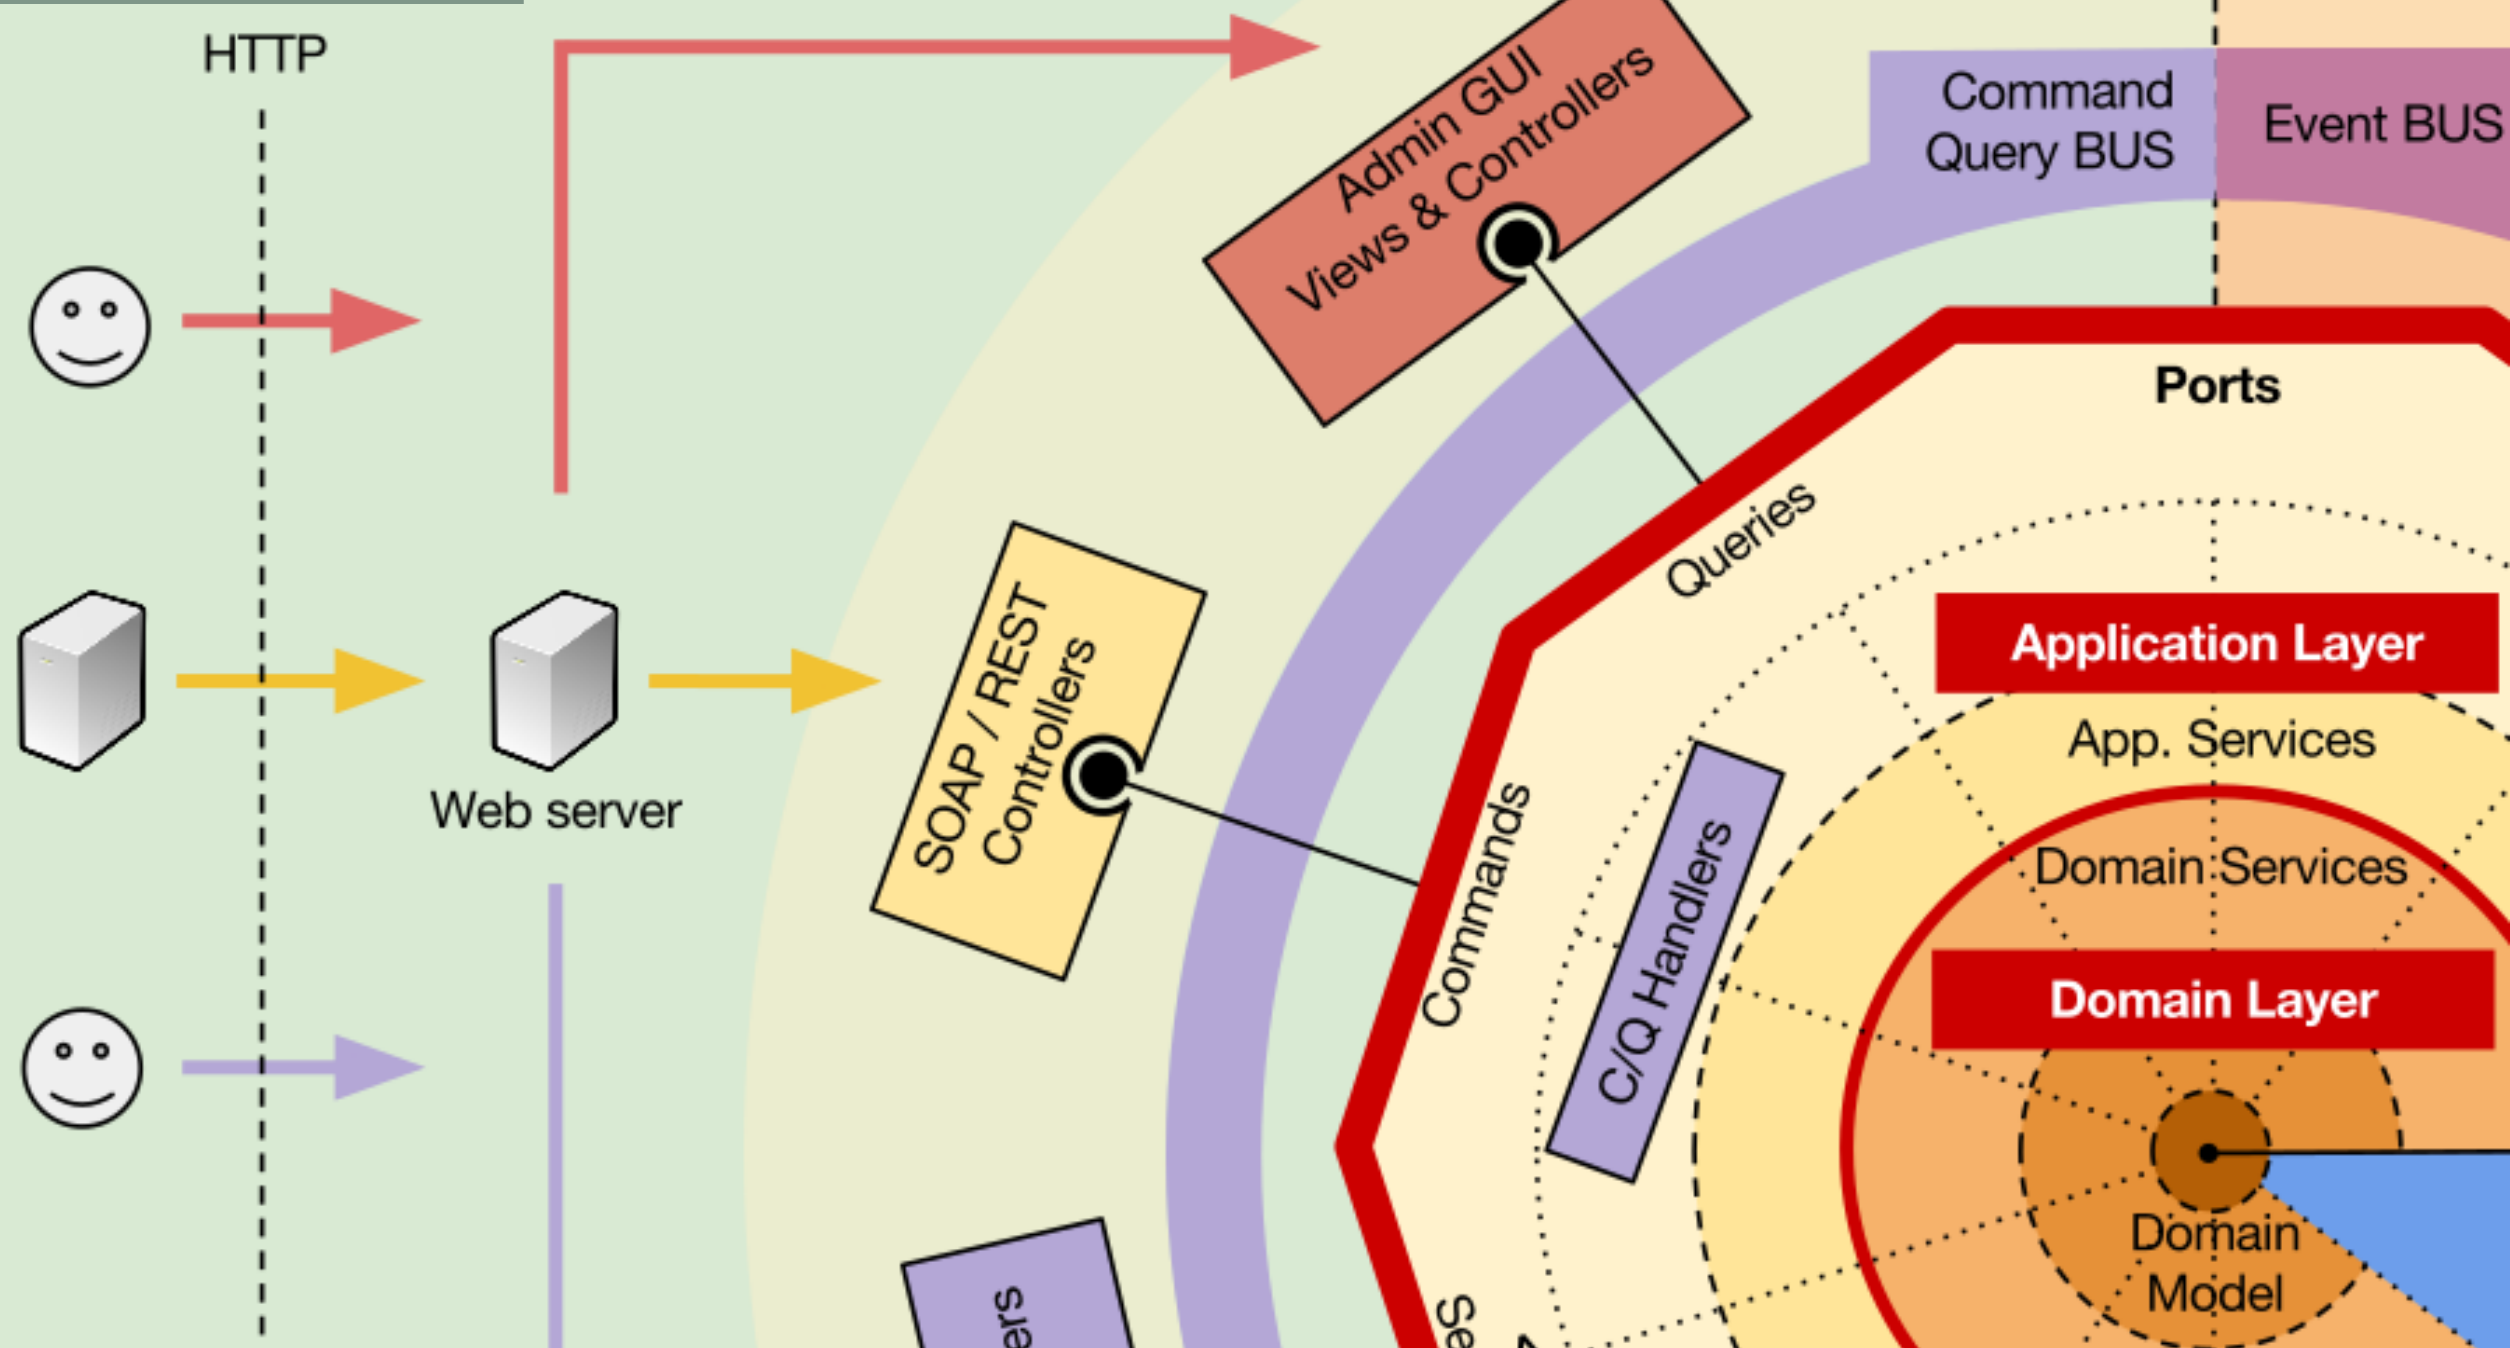 HTTP
Admin GUI
Views & Controllers
Command
Query BUS
Event BUS
Ports
Queries
SOAP / REST
Controllers
Web server
Application Layer
App. Services
Commands
C/Q Handlers
Domain Services
Domain Layer
Domain
Model